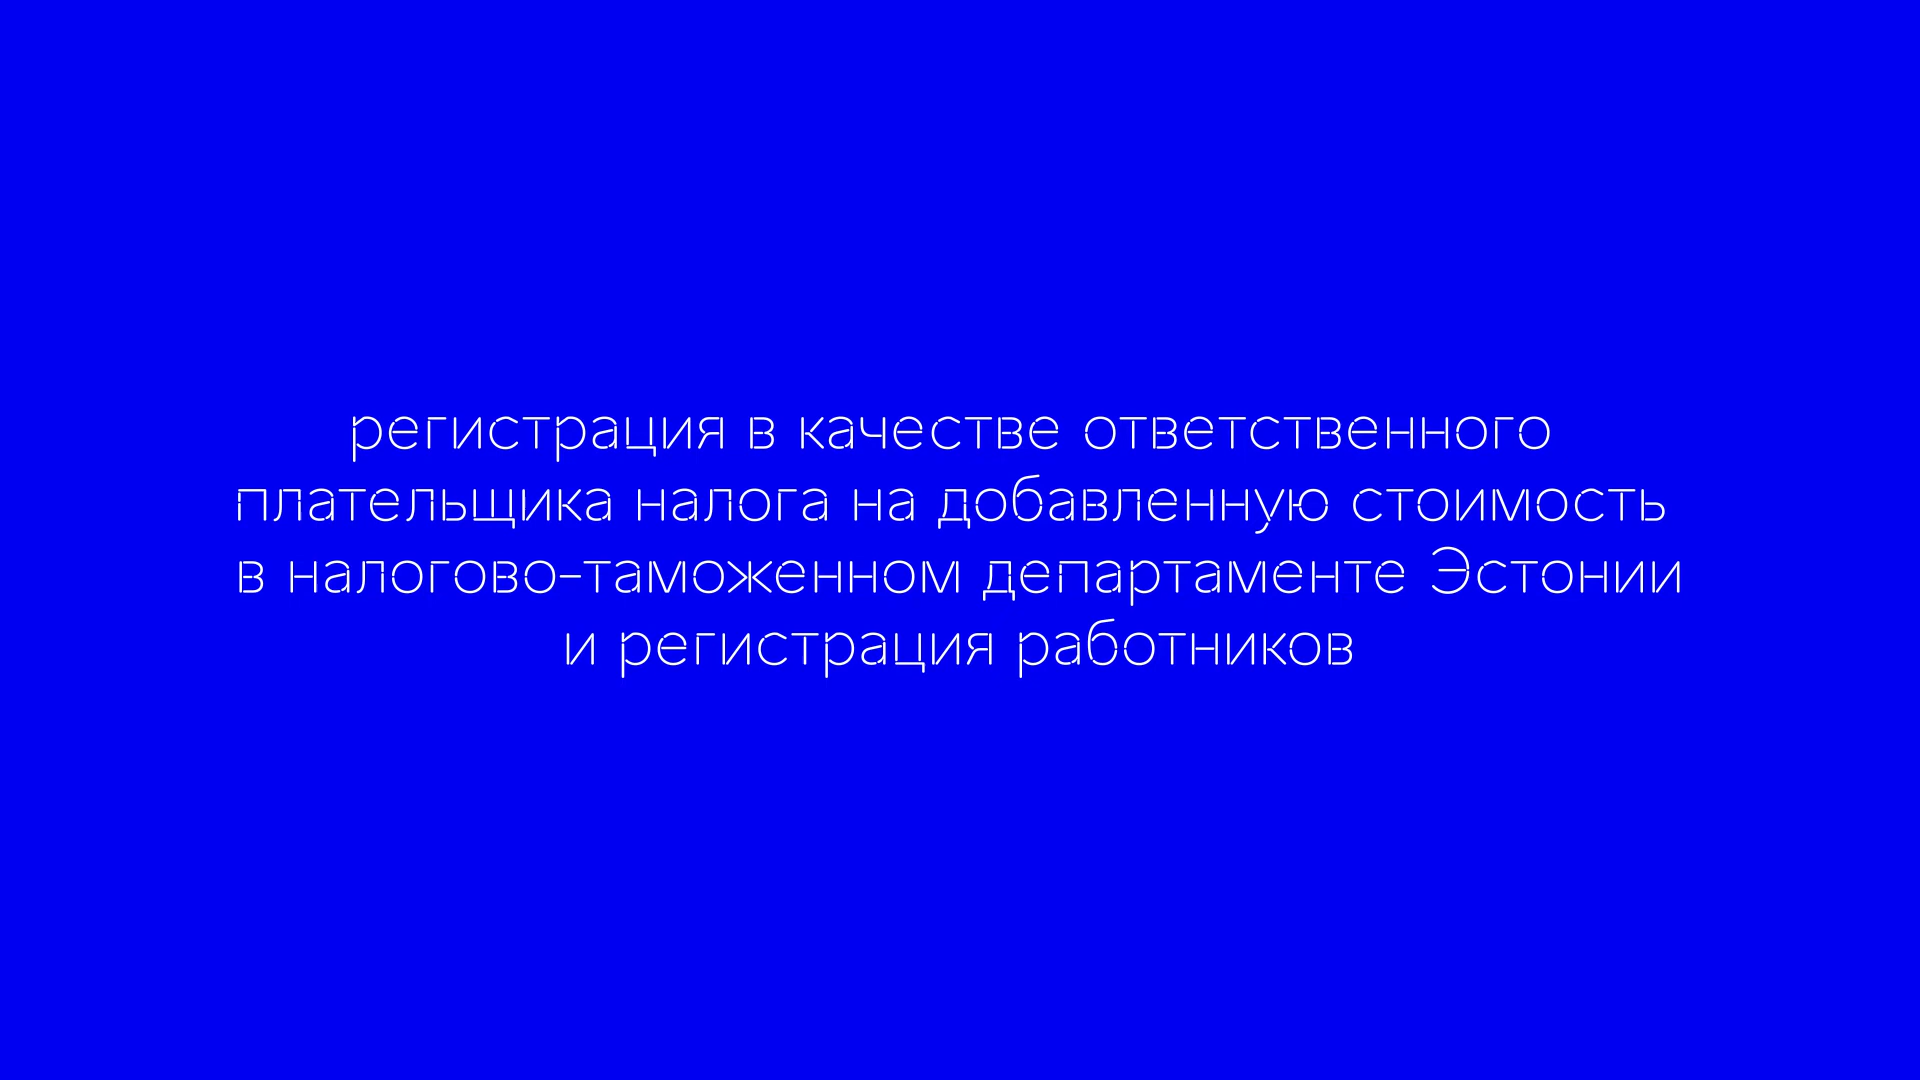 регистрация в качестве ответственного
плательщика налога на добавленную стоимость
в налогово-таможенном департаменте Эстонии
и регистрация работников